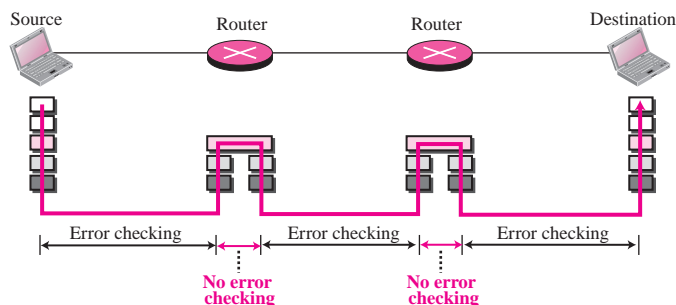 Source
Router
Router
Destination
Error checking
Error checking
Error checking
No error
checking
No error
checking